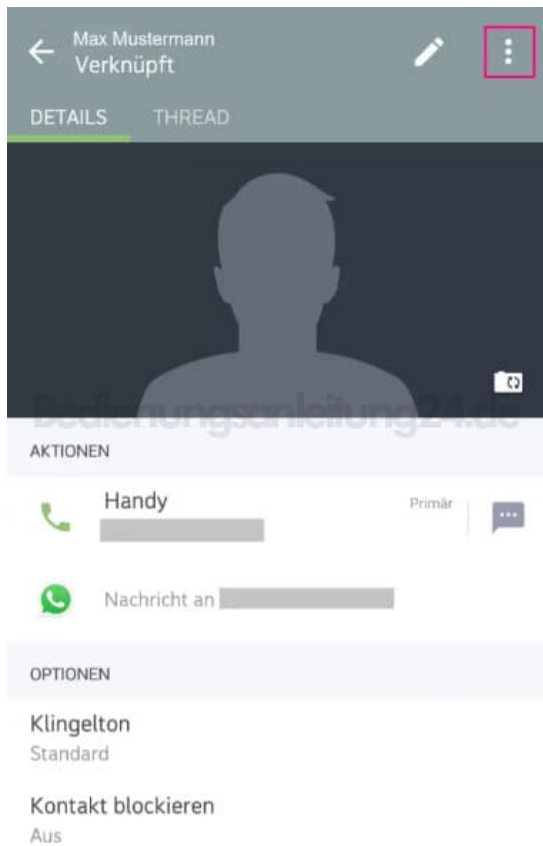 Max Mustermann
Verknüpft
DETAILS THREAD
Bedienungsanleitung24.de
AKTIONEN
Handy Primär
Nachricht an
OPTIONEN
Klingelton
Standard
Kontakt blockieren
Aus